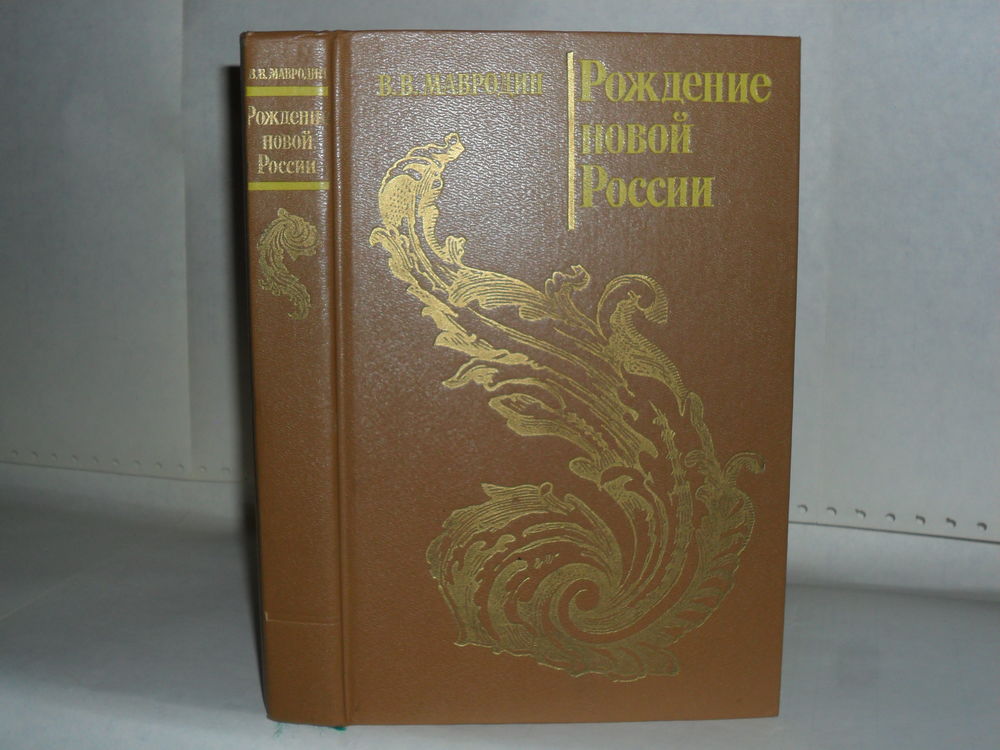 В.В. МАВРОДИН
Рождение
новой
России
В. В. МАВРОДИН
Рождение
новой
России